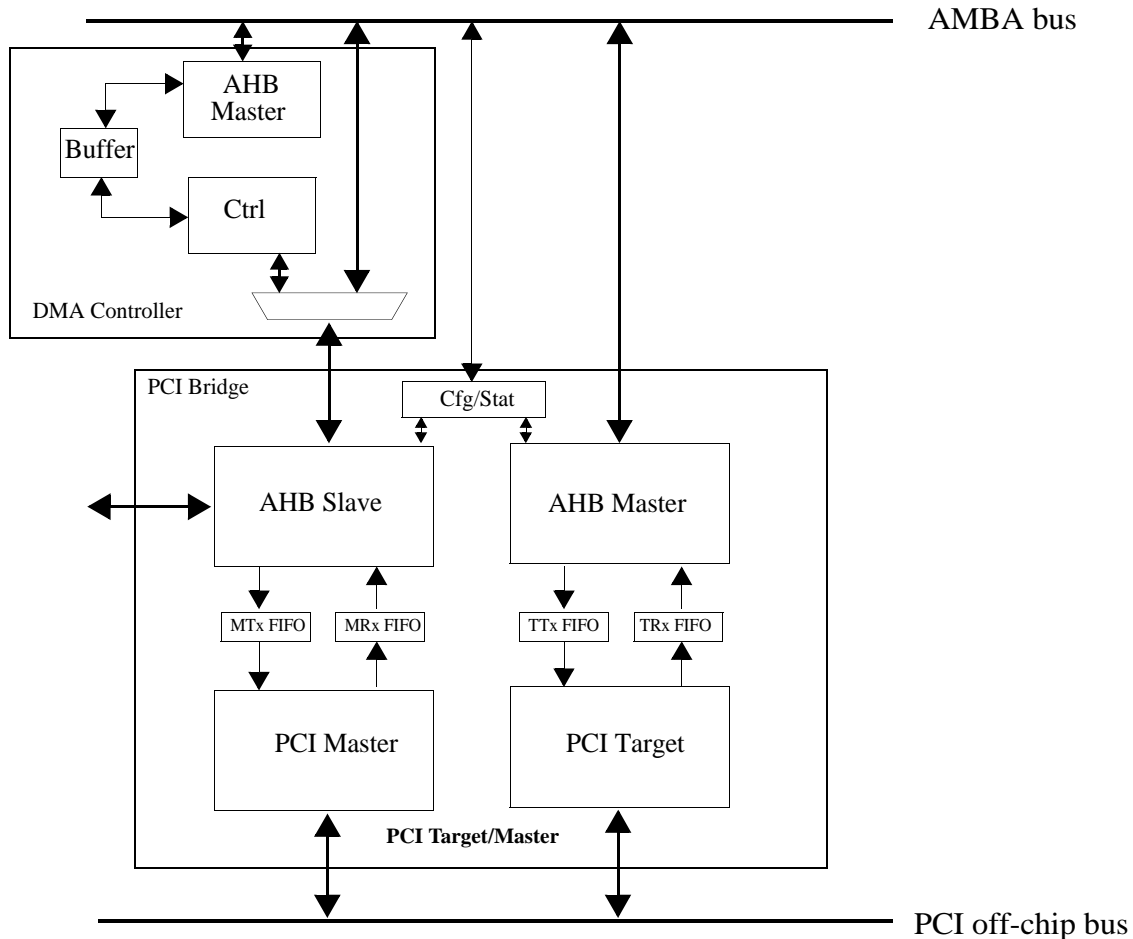 AMBA bus
AHB
Master
Buffer
Ctrl
DMA Controller
PCI Bridge
Cfg/Stat
AHB Slave
AHB Master
MTx FIFO
MRx FIFO
TTx FIFO
TRx FIFO
PCI Master
PCI Target
PCI Target/Master
PCI off-chip bus